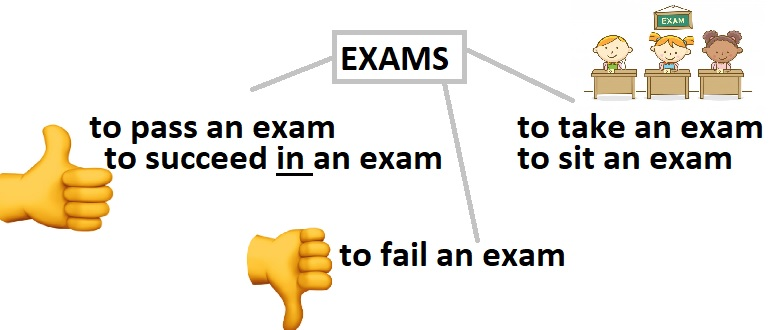 EXAM
EXAMS
to pass an exam
to succeed in an exam
to take an exam
to sit an exam
to fail an exam